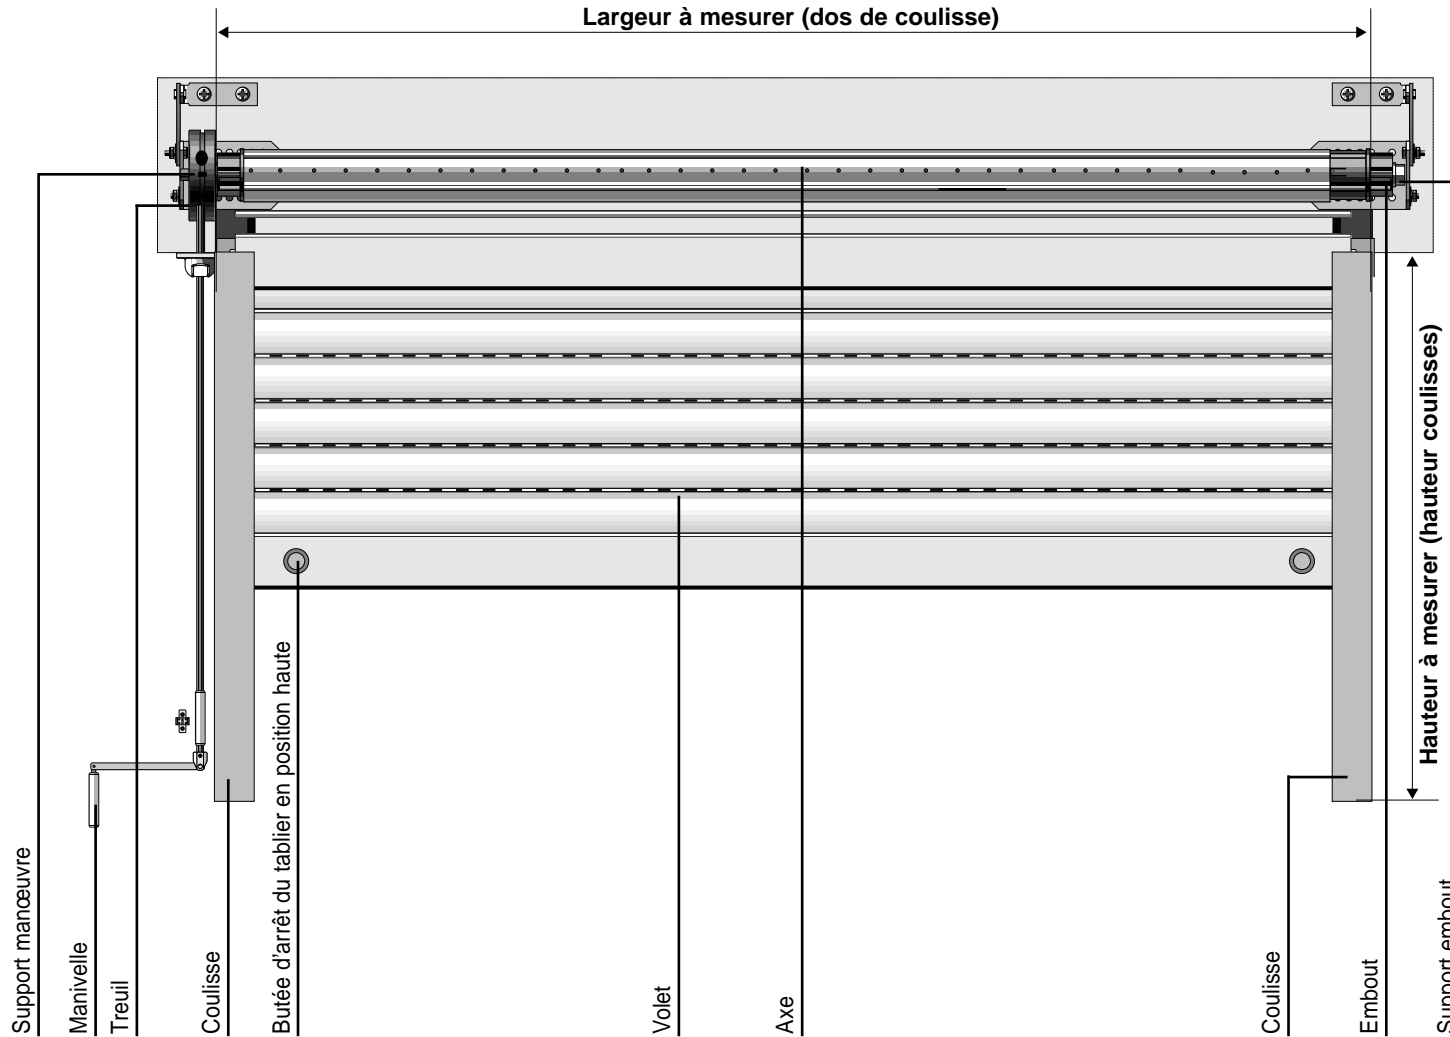 Largeur à mesurer (dos de coulisse)
Hauteur à mesurer (hauteur coulisses)
Support manœuvre
Manivelle
Treuil
Coulisse
Butée d'arrêt du tablier en position haute
Volet
Axe
Coulisse
Embout
Support embout